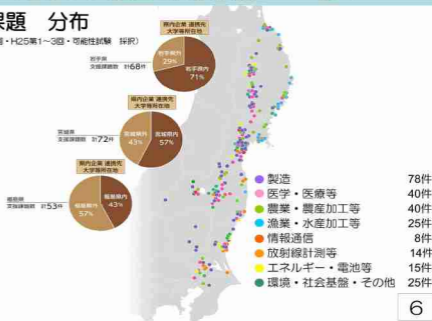 課題 分布
・H25第1～3回・可能性試験 採択）
県内企業 連携先
大学等所在地
岩手県外
29%
岩手県内
71%
岩手県
支援課題数 計68件
県内企業 連携先
大学等所在地
宮城県外
43%
宮城県内
57%
宮城県
支援課題数 計72件
県内企業 連携先
大学等所在地
福島県外
57%
福島県内
43%
福島県
支援課題数 計53件
製造 78件
医学・医療等 40件
農業・農産加工等 40件
漁業・水産加工等 25件
情報通信 8件
放射線計測等 14件
エネルギー・電池等 15件
環境・社会基盤・その他 25件
6